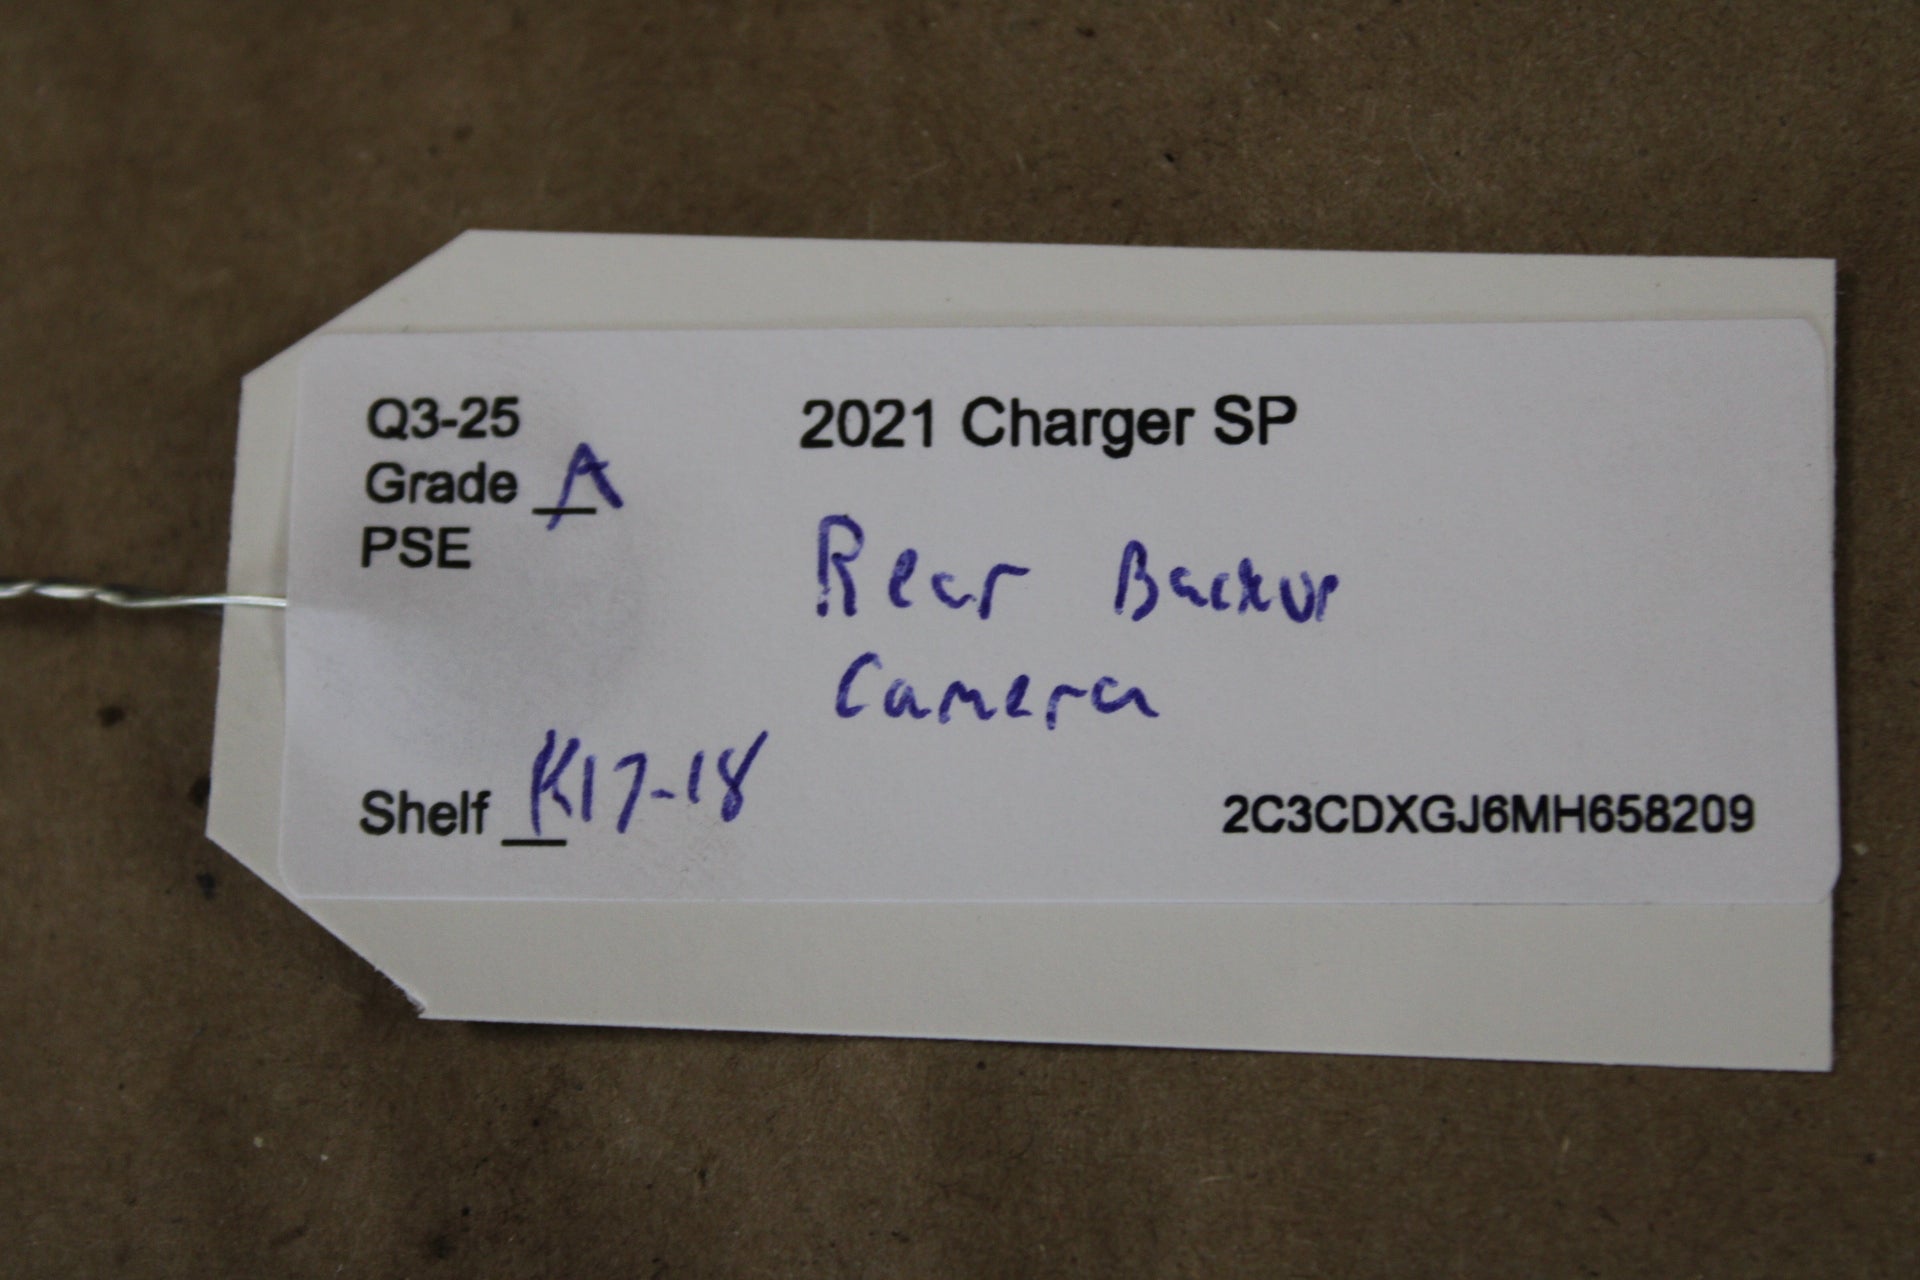 Q3-25
Grade A
PSE
2021 Charger SP
Rear Backup
Camera
Shelf K17-18
2C3CDXGJ6MH658209